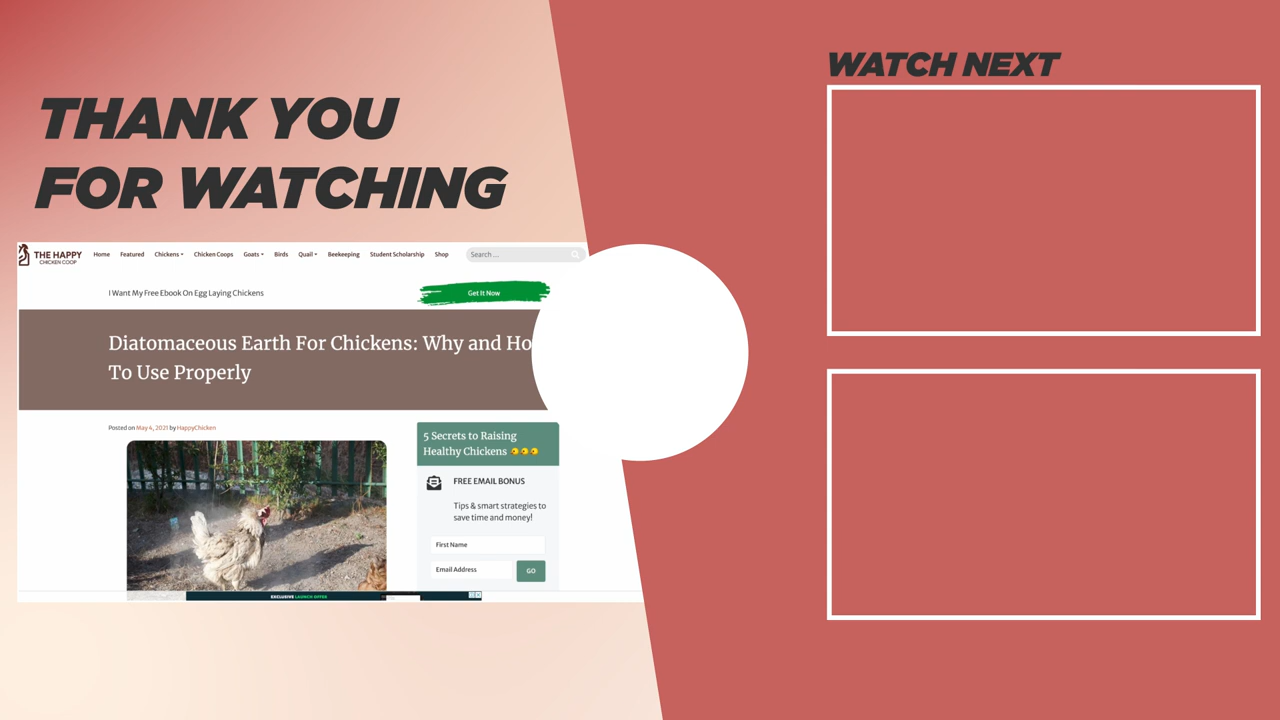 THANK YOU
FOR WATCHING
WATCH NEXT
THE HAPPY
CHICKEN COOP
Home Featured Chickens Chicken Coops Goats Birds Quail Beekeeping Student Scholarship Shop Search ...
I Want My Free Ebook On Egg Laying Chickens
Get It Now
Diatomaceous Earth For Chickens: Why and Ho
To Use Properly
Posted on May 4, 2021 by HappyChicken
5 Secrets to Raising
Healthy Chickens
FREE EMAIL BONUS
Tips & smart strategies to
save time and money!
First Name
Email Address
GO
EXCLUSIVE LAUNCH OFFER